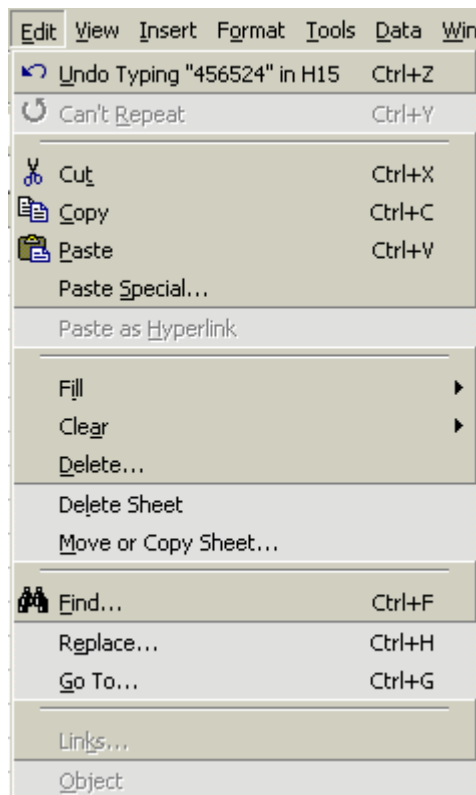 Edit View Insert Format Tools Data Win
Undo Typing "456524" in H15 Ctrl+Z
Can't Repeat Ctrl+Y
Cut Ctrl+X
Copy Ctrl+C
Paste Ctrl+V
Paste Special...
Paste as Hyperlink
Fill
Clear
Delete...
Delete Sheet
Move or Copy Sheet...
Find... Ctrl+F
Replace... Ctrl+H
Go To... Ctrl+G
Links...
Object